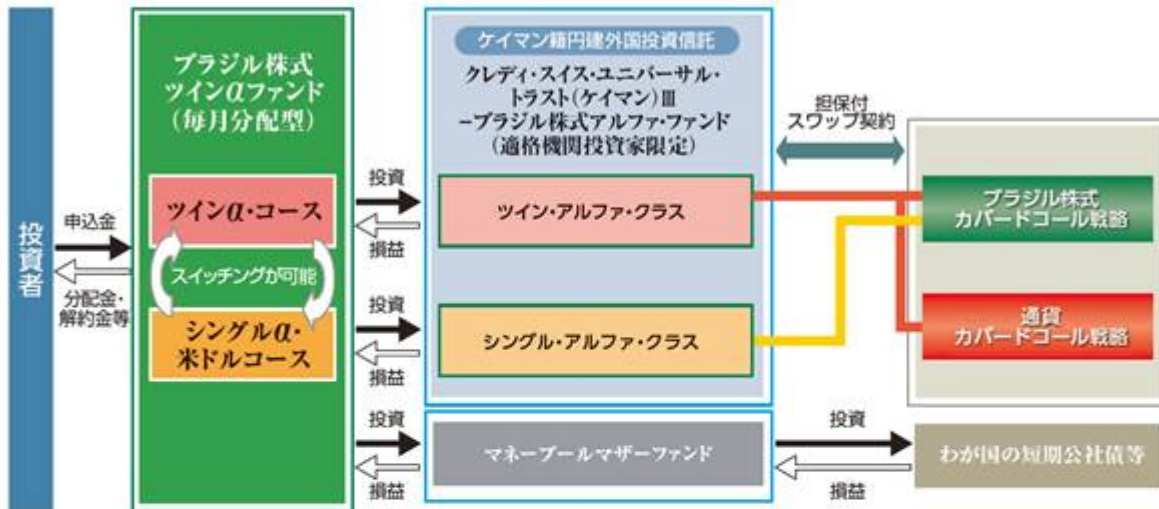 投資者
申込金
分配金・
解約金等
ブラジル株式
ツインαファンド
（毎月分配型）
ツインα・コース
スイッチングが可能
シングルα・
米ドルコース
投資
損益
投資
損益
投資
損益
ケイマン籍円建外国投資信託
クレディ・スイス・ユニバーサル・
トラスト（ケイマン）Ⅲ
－ブラジル株式アルファ・ファンド
（適格機関投資家限定）
ツイン・アルファ・クラス
シングル・アルファ・クラス
マネープールマザーファンド
担保付
スワップ契約
ブラジル株式
カバードコール戦略
通貨
カバードコール戦略
投資
損益
わが国の短期公社債等